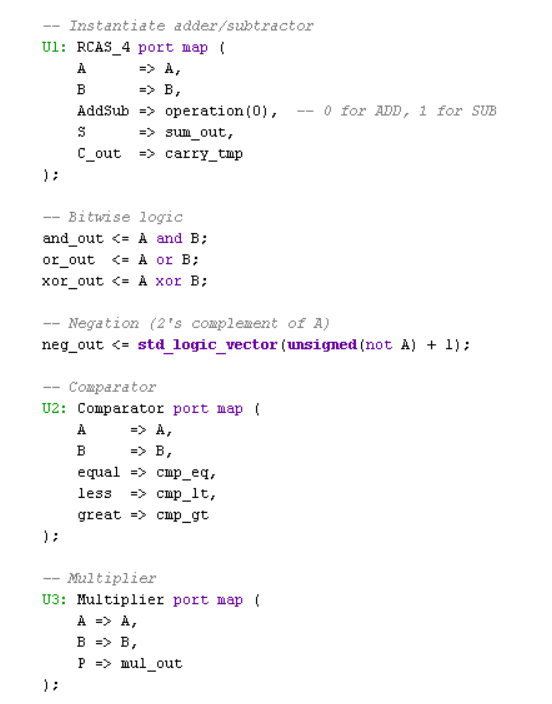 -- Instantiate adder/subtractor
U1: RCAS_4 port map (
    A      => A,
    B      => B,
    AddSub => operation(0),  -- 0 for ADD, 1 for SUB
    S      => sum_out,
    C_out  => carry_tmp
);
-- Bitwise logic
and_out <= A and B;
or_out  <= A or B;
xor_out <= A xor B;
-- Negation (2's complement of A)
neg_out <= std_logic_vector(unsigned(not A) + 1);
-- Comparator
U2: Comparator port map (
    A     => A,
    B     => B,
    equal => cmp_eq,
    less  => cmp_lt,
    great => cmp_gt
);
-- Multiplier
U3: Multiplier port map (
    A => A,
    B => B,
    P => mul_out
);